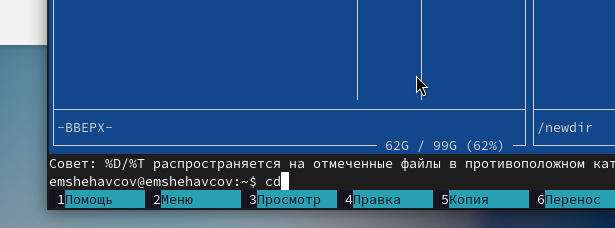 -ВВЕРХ-
/newdir
62G / 99G (62%)
Совет: %D/%T распространяется на отмеченные файлы в противоположном кат
emshehavcov@emshehavcov:~$ cd
1Помощь 2Меню 3Просмотр 4Правка 5Копия 6Перенос